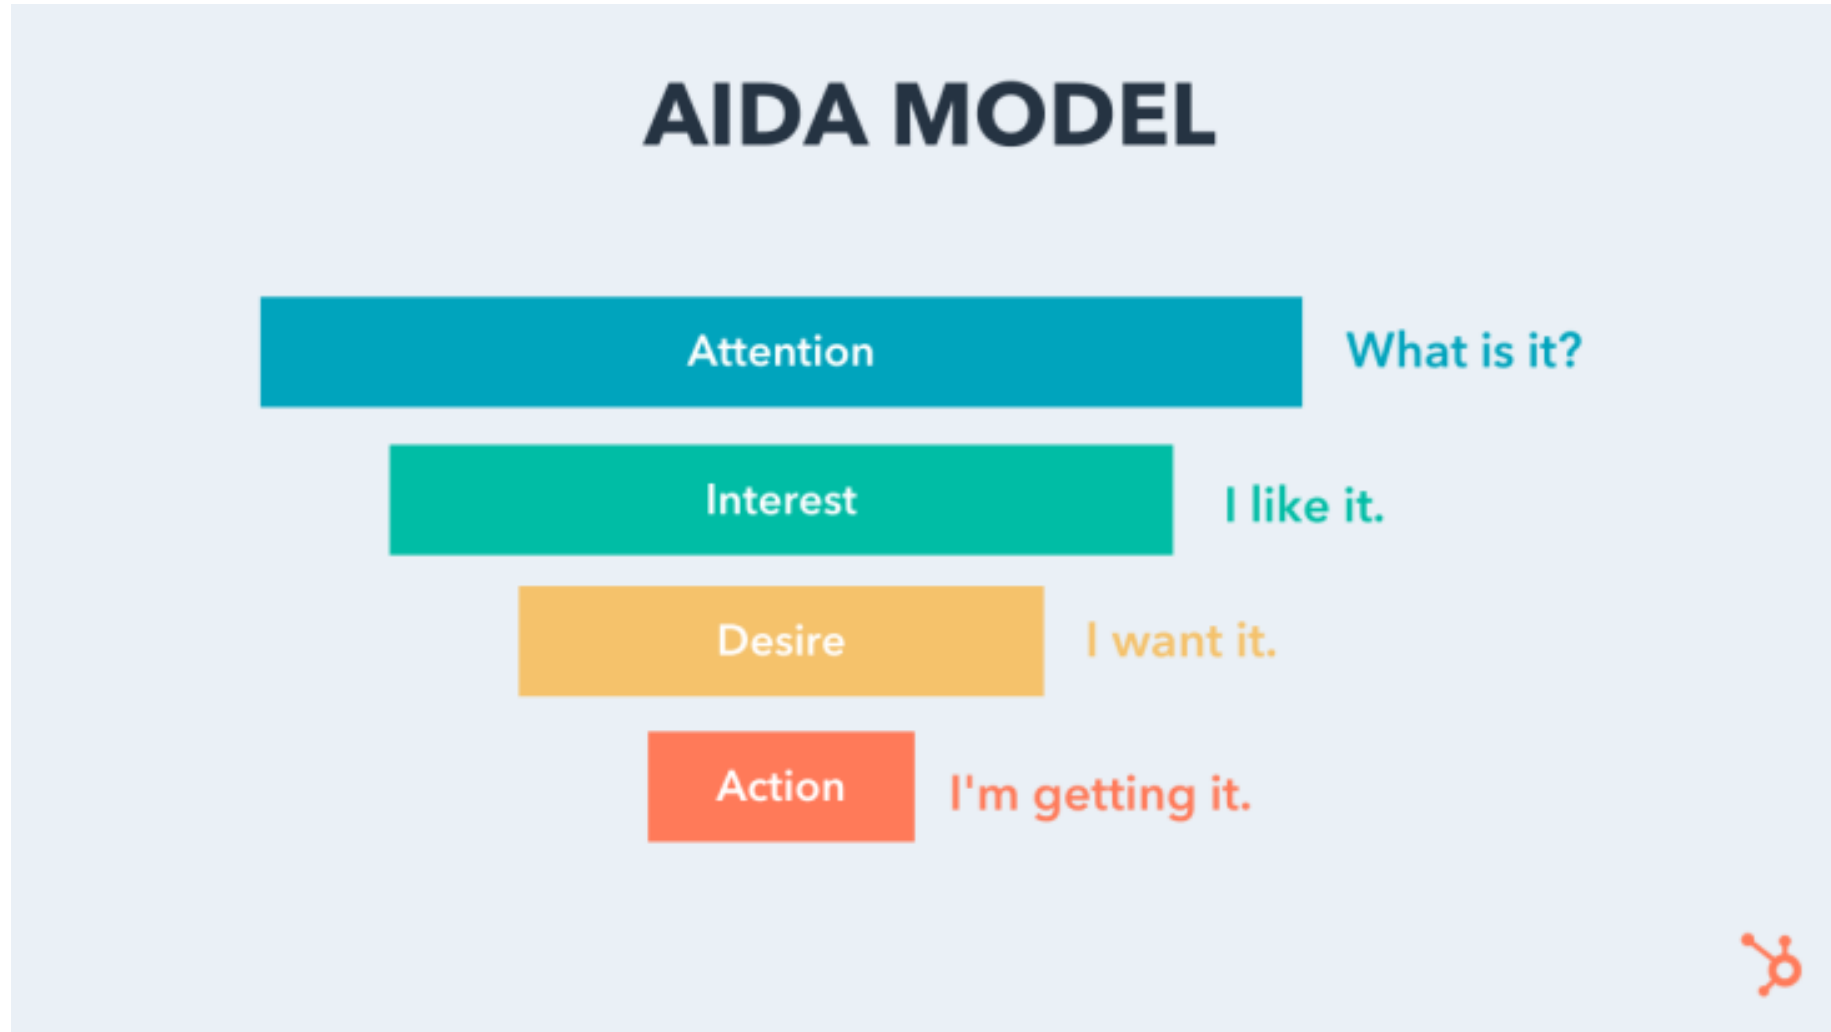 AIDA MODEL
Attention
What is it?
Interest
I like it.
Desire
I want it.
Action
I'm getting it.